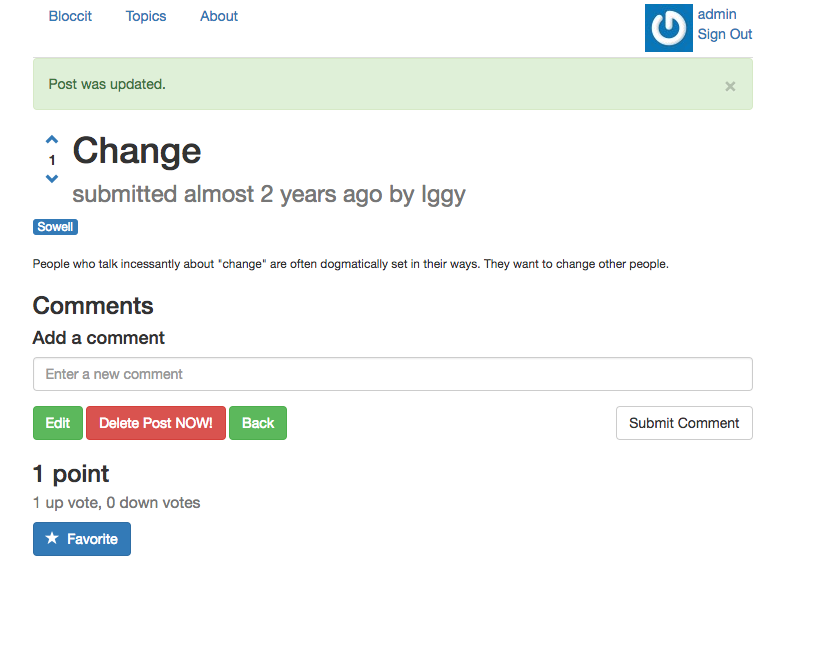 Bloccit Topics About admin
Sign Out
Post was updated. ×
Change
1
submitted almost 2 years ago by Iggy
Sowell
People who talk incessantly about "change" are often dogmatically set in their ways. They want to change other people.
Comments
Add a comment
Enter a new comment
Edit Delete Post NOW! Back Submit Comment
1 point
1 up vote, 0 down votes
★ Favorite